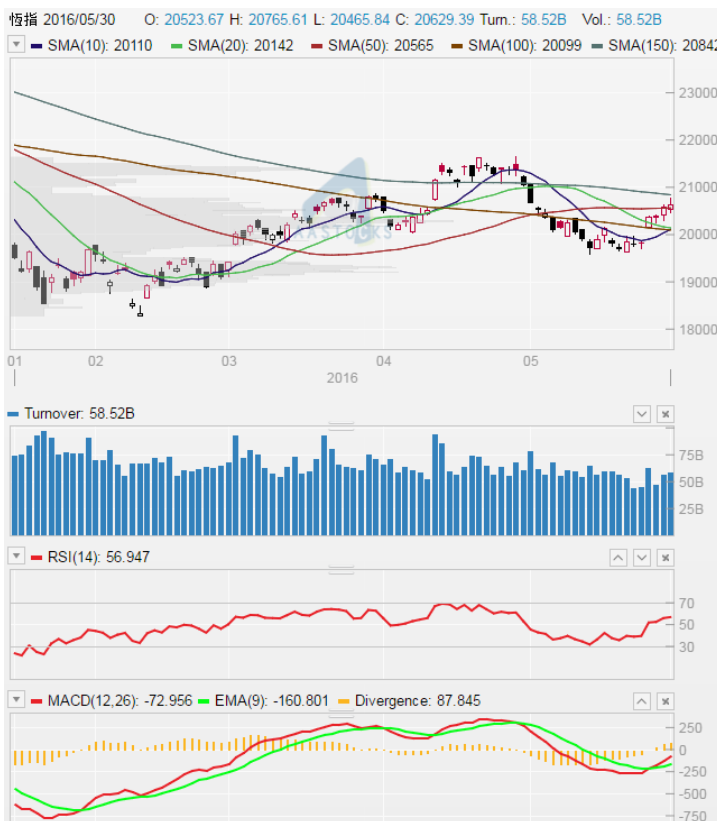 恆指 2016/05/30 O: 20523.67 H: 20765.61 L: 20465.84 C: 20629.39 Turn.: 58.52B Vol.: 58.52B
SMA(10): 20110 SMA(20): 20142 SMA(50): 20565 SMA(100): 20099 SMA(150): 20842
23000
22000
21000
20000
19000
18000
01 02 03 04 05
2016
Turnover: 58.52B
75B
50B
25B
RSI(14): 56.947
70
50
30
MACD(12,26): -72.956 EMA(9): -160.801 Divergence: 87.845
250
0
-250
-500
-750